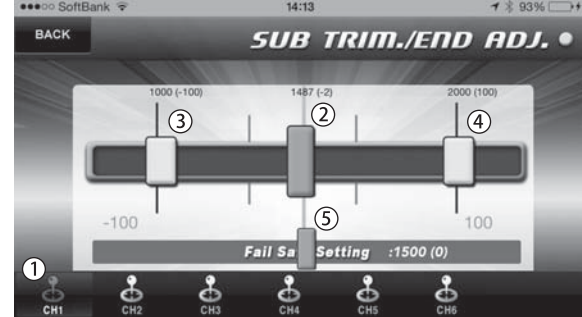 ●●●○○ SoftBank 14:13 93%
BACK SUB TRIM./END ADJ.
1000 (-100) 1487 (-2) 2000 (100)
③ ② ④
-100 ⑤ 100
Fail Sa Setting :1500 (0)
①
CH1 CH2 CH3 CH4 CH5 CH6